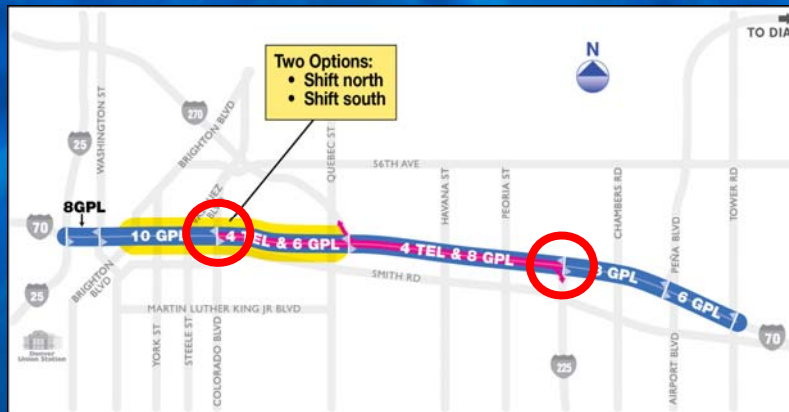 TO DIA
Two Options:
• Shift north
• Shift south
N
WASHINGTON ST
270
BRIGHTON BLVD
QUEBEC ST
25
56TH AVE
HAVANA ST
PEORIA ST
CHAMBERS RD
PEÑA BLVD
TOWER RD
8GPL
70
10 GPL
4 TEL & 6 GPL
4 TEL & 8 GPL
GPL
6 GPL
BRIGHTON
BLVD
SMITH RD
25
MARTIN LUTHER KING JR BLVD
70
Denver
Union Station
YORK ST
STEELE ST
COLORADO BLVD
225
AIRPORT BLVD